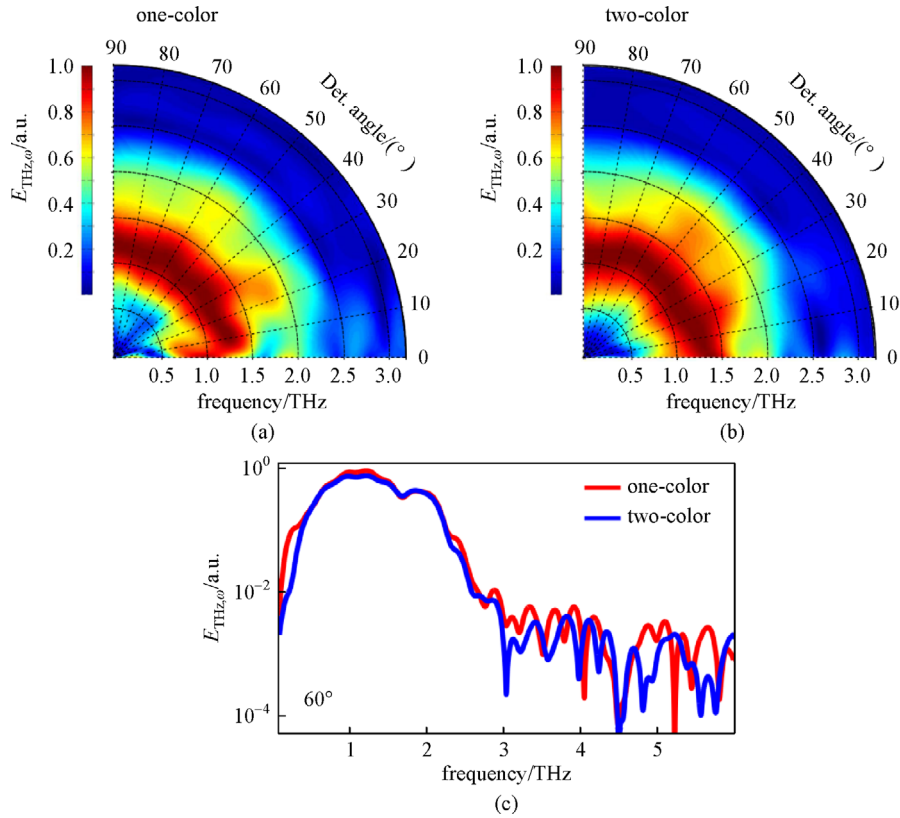 one-color
90
80
70
60
50
40
30
20
10
0
Det. angle/(°)
1.0
0.8
0.6
0.4
0.2
E_THz,ω/a.u.
0.5 1.0 1.5 2.0 2.5 3.0
frequency/THz
(a)
two-color
90
80
70
60
50
40
30
20
10
0
Det. angle/(°)
1.0
0.8
0.6
0.4
0.2
E_THz,ω/a.u.
0.5 1.0 1.5 2.0 2.5 3.0
frequency/THz
(b)
10⁰
10⁻²
10⁻⁴
E_THz,ω/a.u.
one-color
two-color
60°
1 2 3 4 5
frequency/THz
(c)